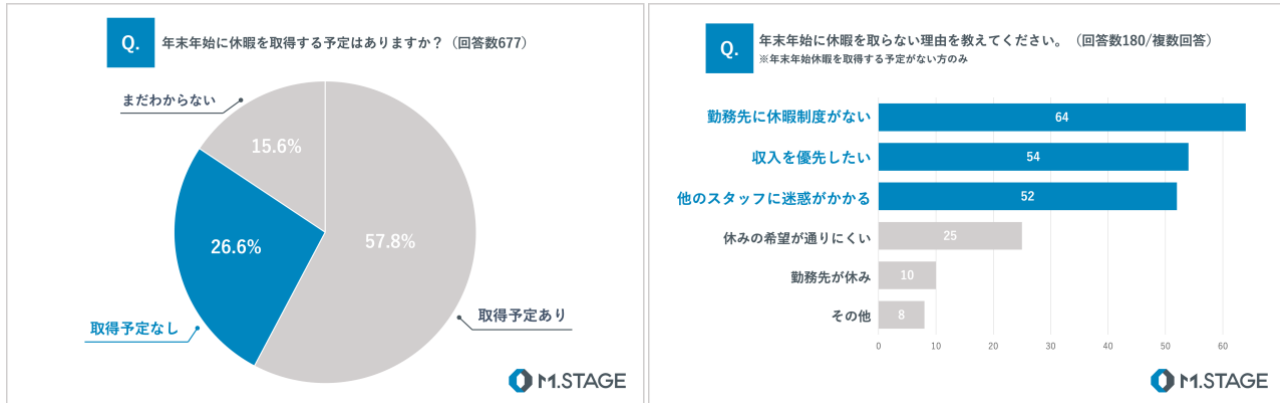 Q.
年末年始に休暇を取得する予定はありますか？（回答数677）
まだわからない
15.6%
26.6%
57.8%
取得予定なし
取得予定あり
M.STAGE
Q.
年末年始に休暇を取らない理由を教えてください。（回答数180/複数回答）
※年末年始休暇を取得する予定がない方のみ
勤務先に休暇制度がない
64
収入を優先したい
54
他のスタッフに迷惑がかかる
52
休みの希望が通りにくい
25
勤務先が休み
10
その他
8
0 10 20 30 40 50 60
M.STAGE